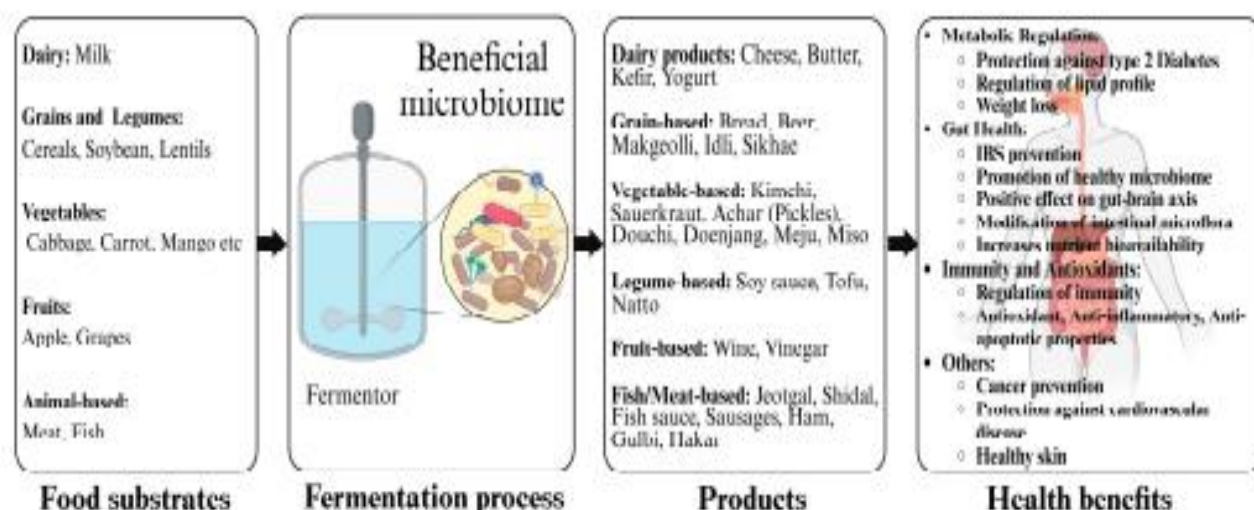 Dairy: Milk
Grains and Legumes:
Cereals, Soybean, Lentils
Vegetables:
Cabbage, Carrot, Mango etc
Fruits:
Apple, Grapes
Animal-based:
Meat, Fish
Food substrates
Beneficial
microbiome
Fermentor
Fermentation process
Dairy products: Cheese, Butter,
Kefir, Yogurt
Grain-based: Bread, Beer,
Makgeolli, Idli, Sikhae
Vegetable-based: Kimchi,
Sauerkraut, Achar (Pickles),
Douchi, Doenjang, Meju, Miso
Legume-based: Soy sauce, Tofu,
Natto
Fruit-based: Wine, Vinegar
Fish/Meat-based: Jeotgal, Shidal,
Fish sauce, Sausages, Ham,
Gulbi, Hakar
Products
• Metabolic Regulation:
○ Protection against type 2 Diabetes
○ Regulation of lipid profile
○ Weight loss
• Gut Health:
○ IBS prevention
○ Promotion of healthy microbiome
○ Positive effect on gut-brain axis
○ Modification of intestinal microflora
○ Increases nutrient bioavailability
• Immunity and Antioxidants:
○ Regulation of immunity
○ Antioxidant, Anti-inflammatory, Anti-
apoptotic properties
• Others:
○ Cancer prevention
○ Protection against cardiovascular
disease
○ Healthy skin
Health benefits